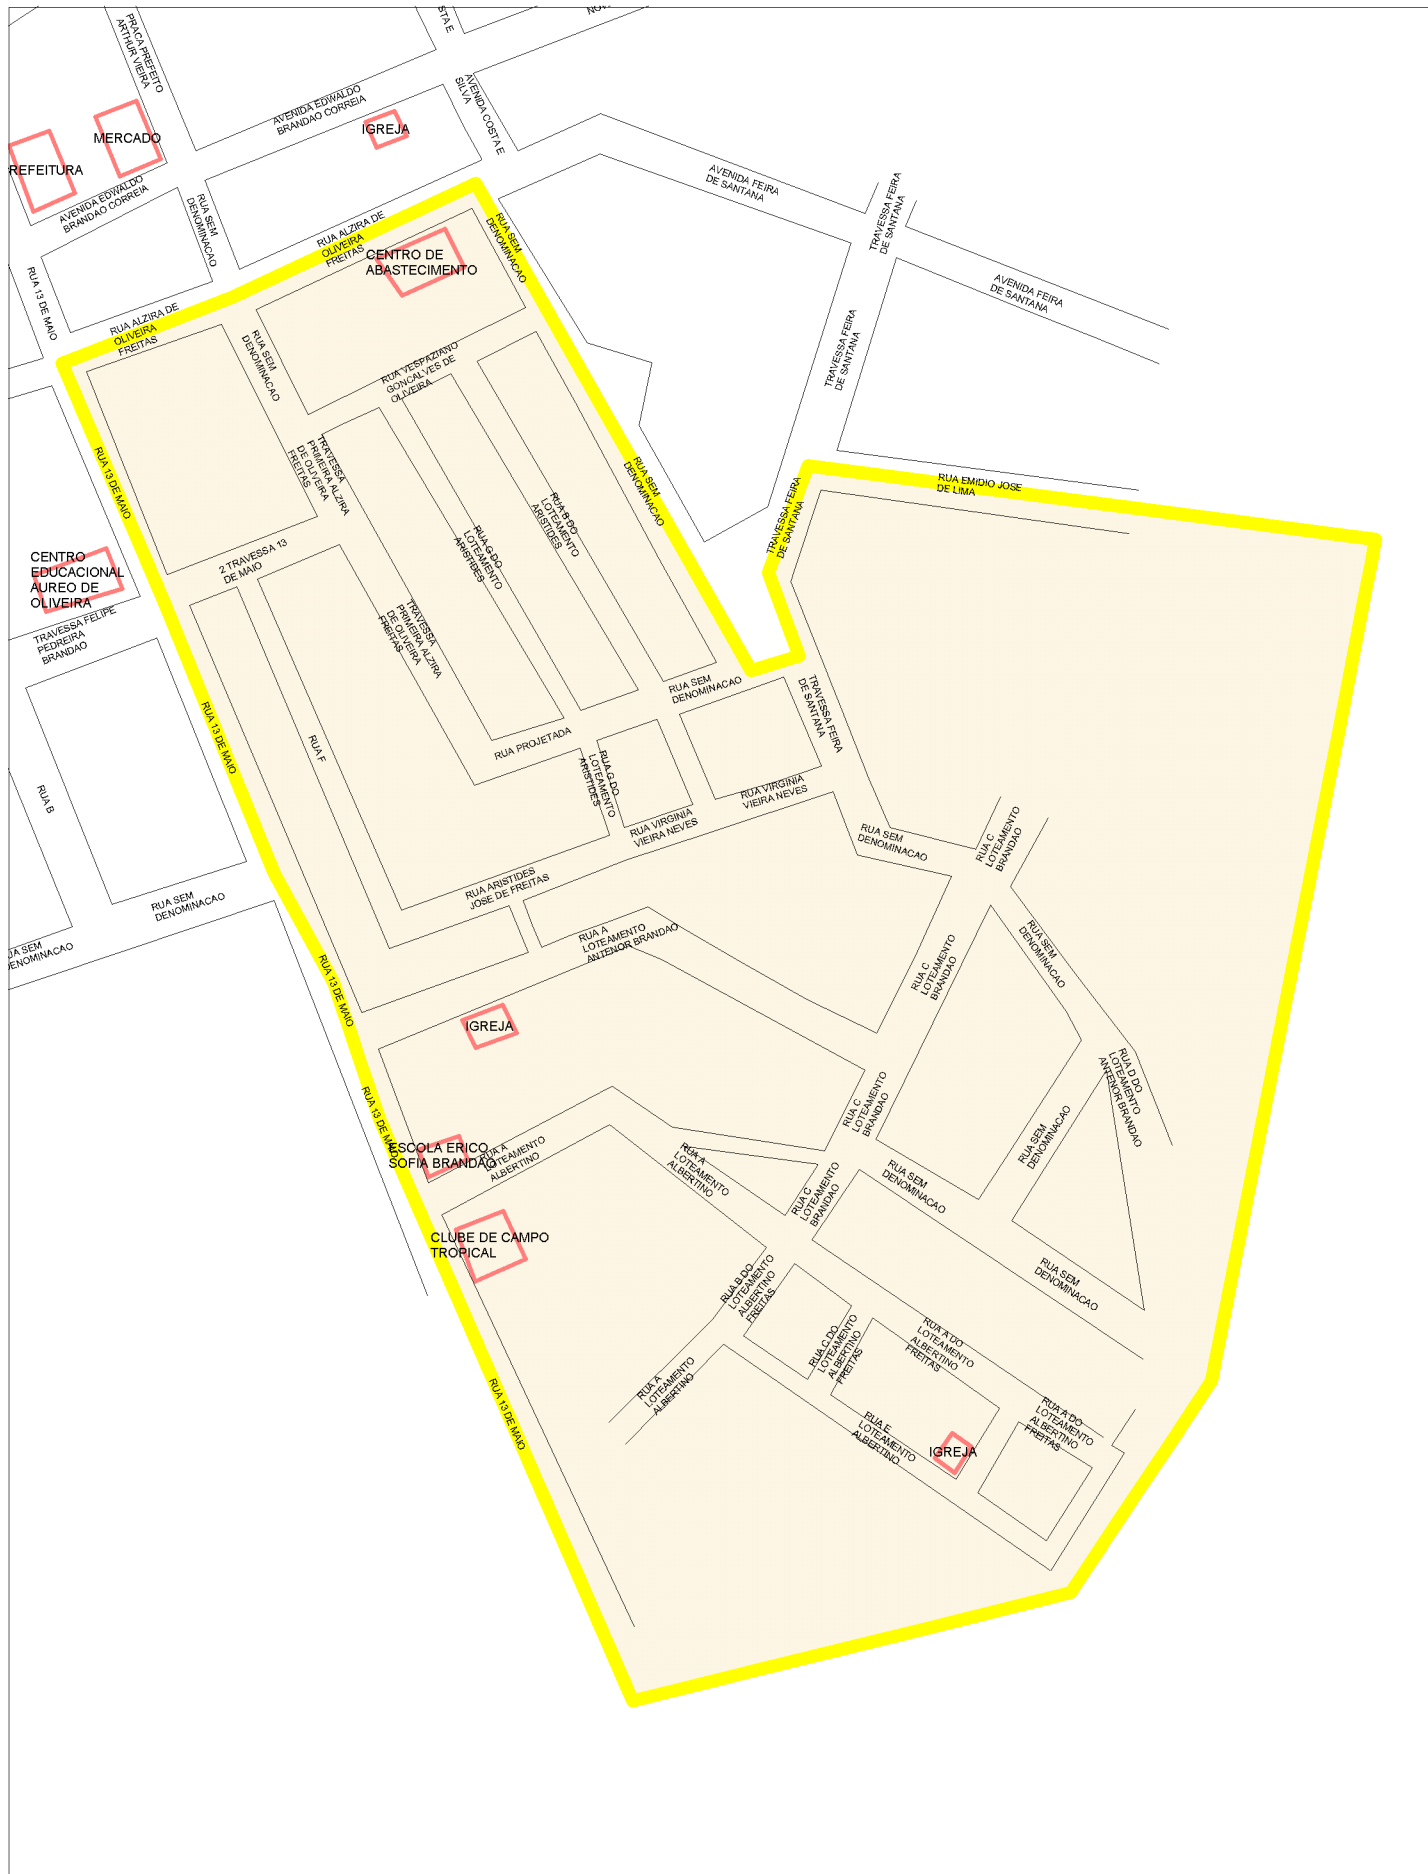 PRACA PREFEITO
ARTHUR VIEIRA
STA E
AVENIDA COSTA E
SILVA
AVENIDA EDWALDO
BRANDAO CORREIA
IGREJA
MERCADO
REFEITURA
AVENIDA EDWALDO
BRANDAO CORREIA
RUA SEM
DENOMINACAO
AVENIDA FEIRA
DE SANTANA
TRAVESSA FEIRA
DE SANTANA
AVENIDA FEIRA
DE SANTANA
RUA ALZIRA DE
OLIVEIRA
FREITAS
RUA SEM
DENOMINACAO
CENTRO DE
ABASTECIMENTO
RUA 13 DE MAIO
RUA ALZIRA DE
OLIVEIRA
FREITAS
RUA SEM
DENOMINACAO
RUA VESPAZIANO
GONCALVES DE
OLIVEIRA
TRAVESSA FEIRA
DE SANTANA
RUA 13 DE MAIO
TRAVESSA
PRIMEIRA ALZIRA
DE OLIVEIRA
FREITAS
RUA SEM
DENOMINACAO
RUA EMIDIO JOSE
DE LIMA
TRAVESSA FEIRA
DE SANTANA
RUA B DO
LOTEAMENTO
ARISTIDES
RUA G DO
LOTEAMENTO
ARISTIDES
2 TRAVESSA 13
DE MAIO
CENTRO
EDUCACIONAL
AUREO DE
OLIVEIRA
TRAVESSA FELIPE
PEDREIRA
BRANDAO
TRAVESSA
PRIMEIRA ALZIRA
DE OLIVEIRA
FREITAS
RUA SEM
DENOMINACAO
TRAVESSA FEIRA
DE SANTANA
RUA 13 DE MAIO
RUA F
RUA PROJETADA
RUA G DO
LOTEAMENTO
ARISTIDES
RUA B
RUA VIRGINIA
VIEIRA NEVES
RUA VIRGINIA
VIEIRA NEVES
RUA SEM
DENOMINACAO
RUA C
LOTEAMENTO
BRANDAO
RUA ARISTIDES
JOSE DE FREITAS
RUA SEM
DENOMINACAO
RUA A
LOTEAMENTO
ANTENOR BRANDAO
UA SEM
DENOMINACAO
RUA 13 DE MAIO
RUA C
LOTEAMENTO
BRANDAO
RUA SEM
DENOMINACAO
IGREJA
RUA D DO
LOTEAMENTO
ANTENOR BRANDAO
RUA C
LOTEAMENTO
BRANDAO
RUA 13 DE MAIO
RUA SEM
DENOMINACAO
ESCOLA ERICO
SOFIA BRANDÃO
RUA A
LOTEAMENTO
ALBERTINO
RUA A
LOTEAMENTO
ALBERTINO
RUA C
LOTEAMENTO
BRANDAO
RUA SEM
DENOMINACAO
CLUBE DE CAMPO
TROPICAL
RUA B DO
LOTEAMENTO
ALBERTINO
FREITAS
RUA SEM
DENOMINACAO
RUA C DO
LOTEAMENTO
ALBERTINO
FREITAS
RUA A DO
LOTEAMENTO
ALBERTINO
FREITAS
RUA A
LOTEAMENTO
ALBERTINO
RUA 13 DE MAIO
RUA E
LOTEAMENTO
ALBERTINO
RUA A DO
LOTEAMENTO
ALBERTINO
FREITAS
IGREJA